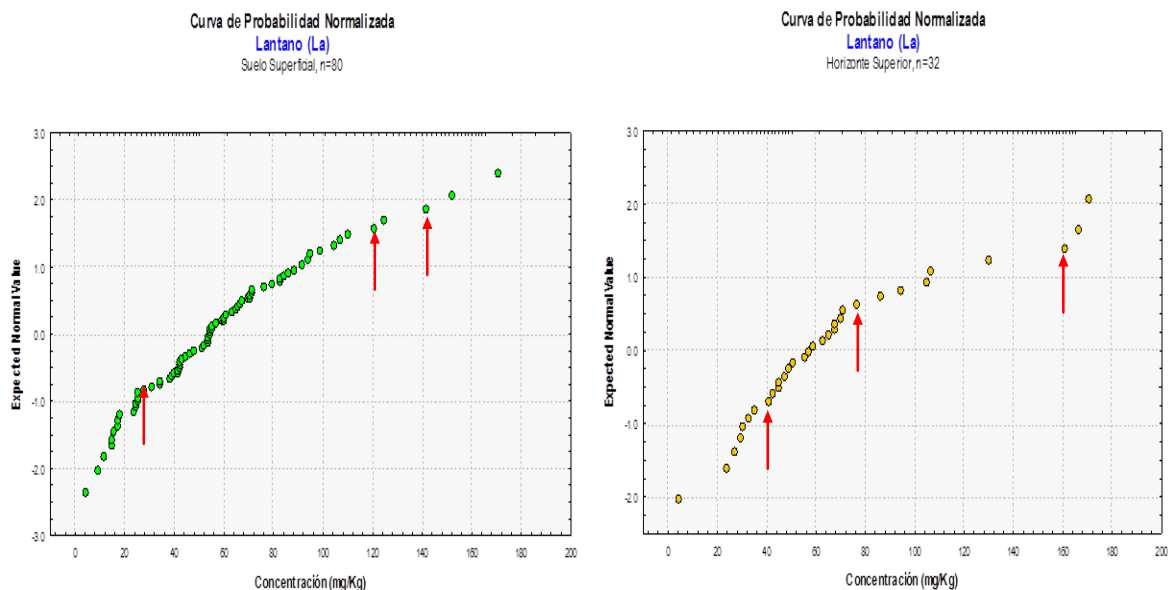 Curva de Probabilidad Normalizada
Lantano (La)
Suelo Superficial, n=80
Expected Normal Value
3.0
2.0
1.0
0.0
-1.0
-2.0
-3.0
0 20 40 60 80 100 120 140 160 180 200
Concentración (mg/Kg)
Curva de Probabilidad Normalizada
Lantano (La)
Horizonte Superior, n=32
Expected Normal Value
3.0
2.0
1.0
0.0
-1.0
-2.0
0 20 40 60 80 100 120 140 160 180 200
Concentración (mg/Kg)